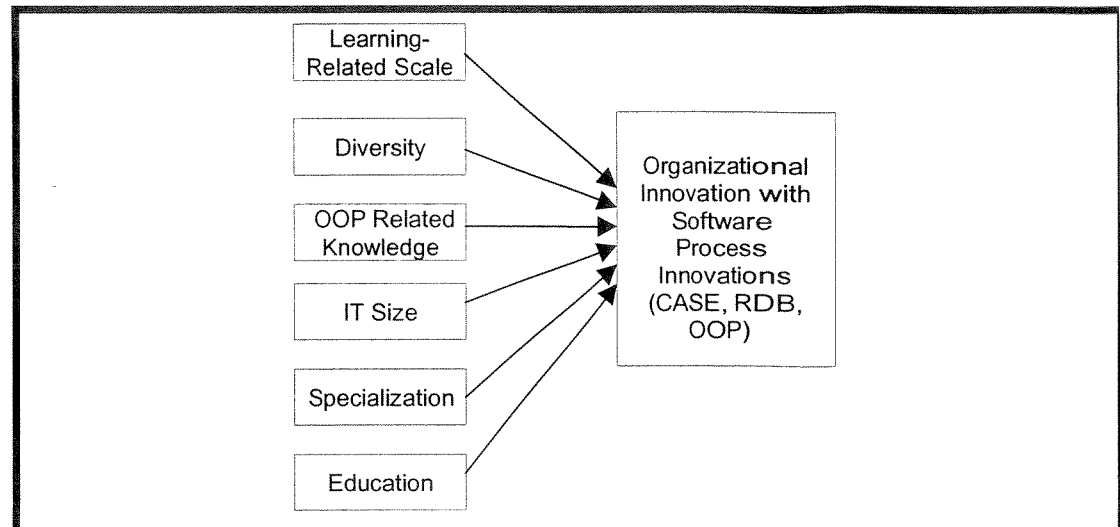 Learning-
Related Scale
Diversity
OOP Related
Knowledge
IT Size
Specialization
Education
Organizational
Innovation with
Software
Process
Innovations
(CASE, RDB,
OOP)